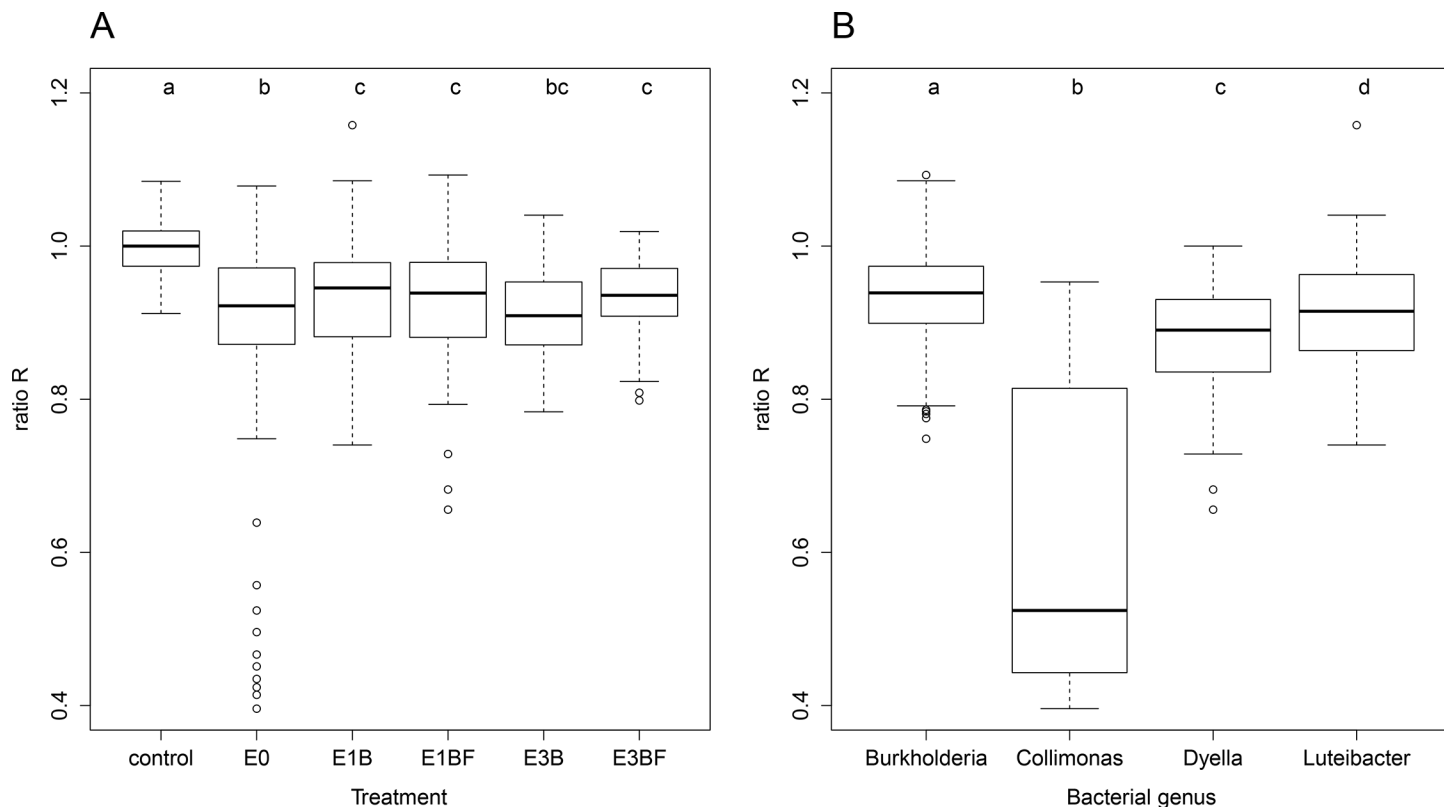 A
a b c c bc c
1.2
1.0
0.8
0.6
0.4
ratio R
control E0 E1B E1BF E3B E3BF
Treatment
B
a b c d
1.2
1.0
0.8
0.6
0.4
ratio R
Burkholderia Collimonas Dyella Luteibacter
Bacterial genus